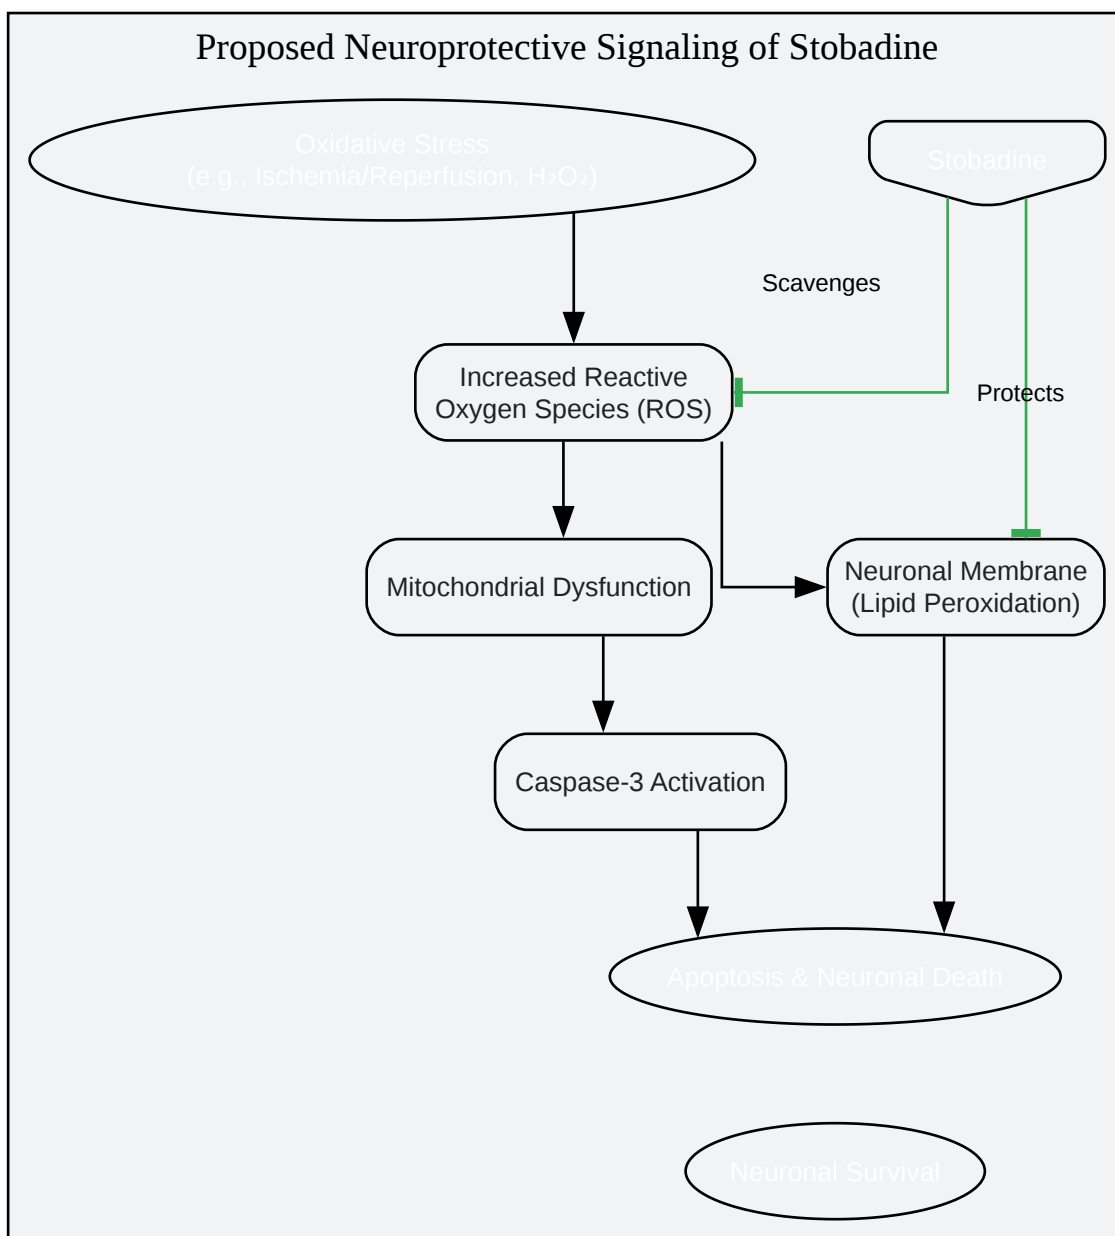 Proposed Neuroprotective Signaling of Stobadine
Oxidative Stress
(e.g., Ischemia/Reperfusion, H₂O₂)
Stobadine
Scavenges
Increased Reactive
Oxygen Species (ROS)
Protects
Mitochondrial Dysfunction
Neuronal Membrane
(Lipid Peroxidation)
Caspase-3 Activation
Apoptosis & Neuronal Death
Neuronal Survival